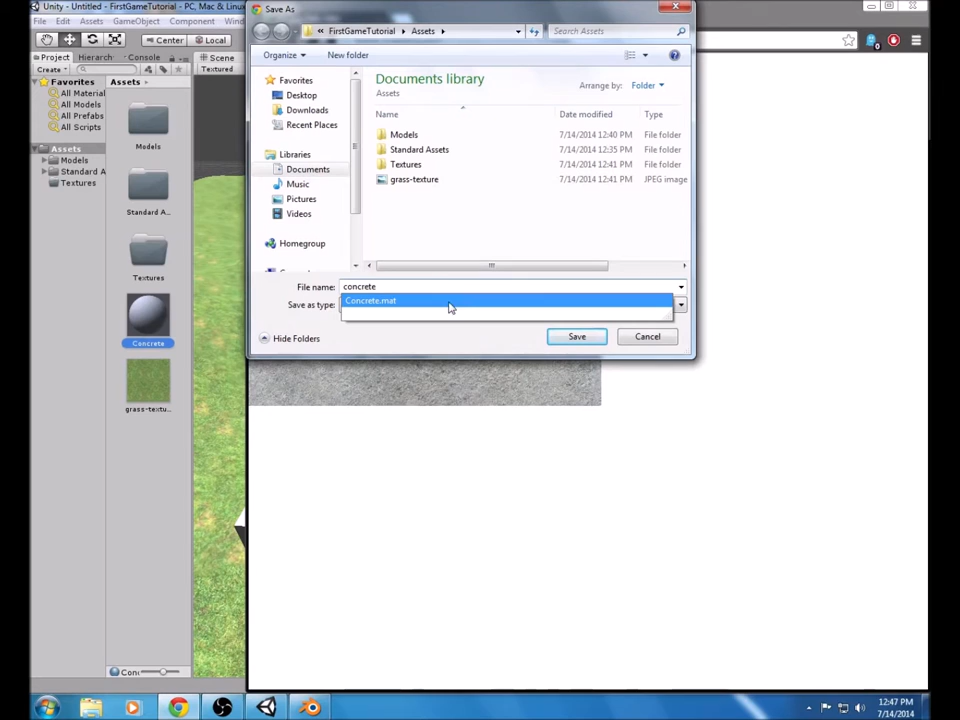 Unity - Untitled - FirstGameTutorial - PC, Mac & Linux
Save As
File Edit Assets GameObject Component Window
FirstGameTutorial Assets
Search Assets
Center Local
Organize New folder
Project Hierarch Console Scene
Create Textured
Favorites Assets
All Material
All Models
All Prefabs
All Scripts
Assets
Models
Standard A
Textures
Models
Standard A...
Textures
Concrete
grass-textu...
Favorites
Desktop
Downloads
Recent Places
Libraries
Documents
Music
Pictures
Videos
Homegroup
Documents library
Assets
Arrange by: Folder
Name Date modified Type
Models 7/14/2014 12:40 PM File folder
Standard Assets 7/14/2014 12:35 PM File folder
Textures 7/14/2014 12:41 PM File folder
grass-texture 7/14/2014 12:41 PM JPEG image
File name: concrete
Concrete.mat
Save as type:
Hide Folders Save Cancel
Conc
12:47 PM
7/14/2014